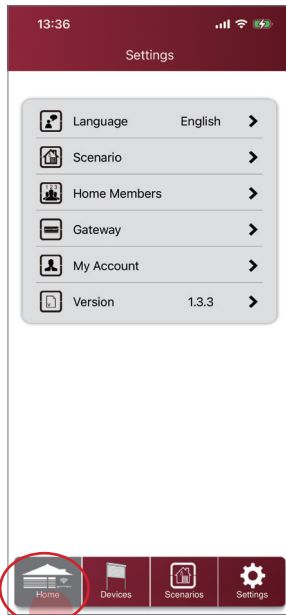 13:36
Settings
Language English
Scenario
Home Members
Gateway
My Account
Version 1.3.3
Home Devices Scenarios Settings